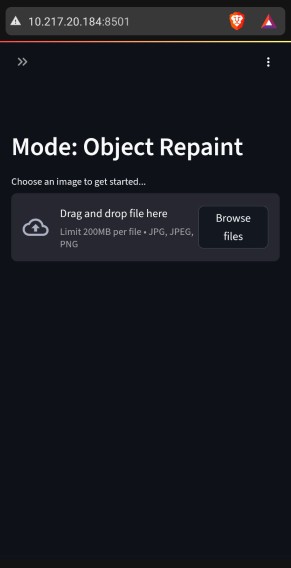 10.217.20.184:8501
Mode: Object Repaint
Choose an image to get started...
Drag and drop file here
Limit 200MB per file • JPG, JPEG,
PNG
Browse
files